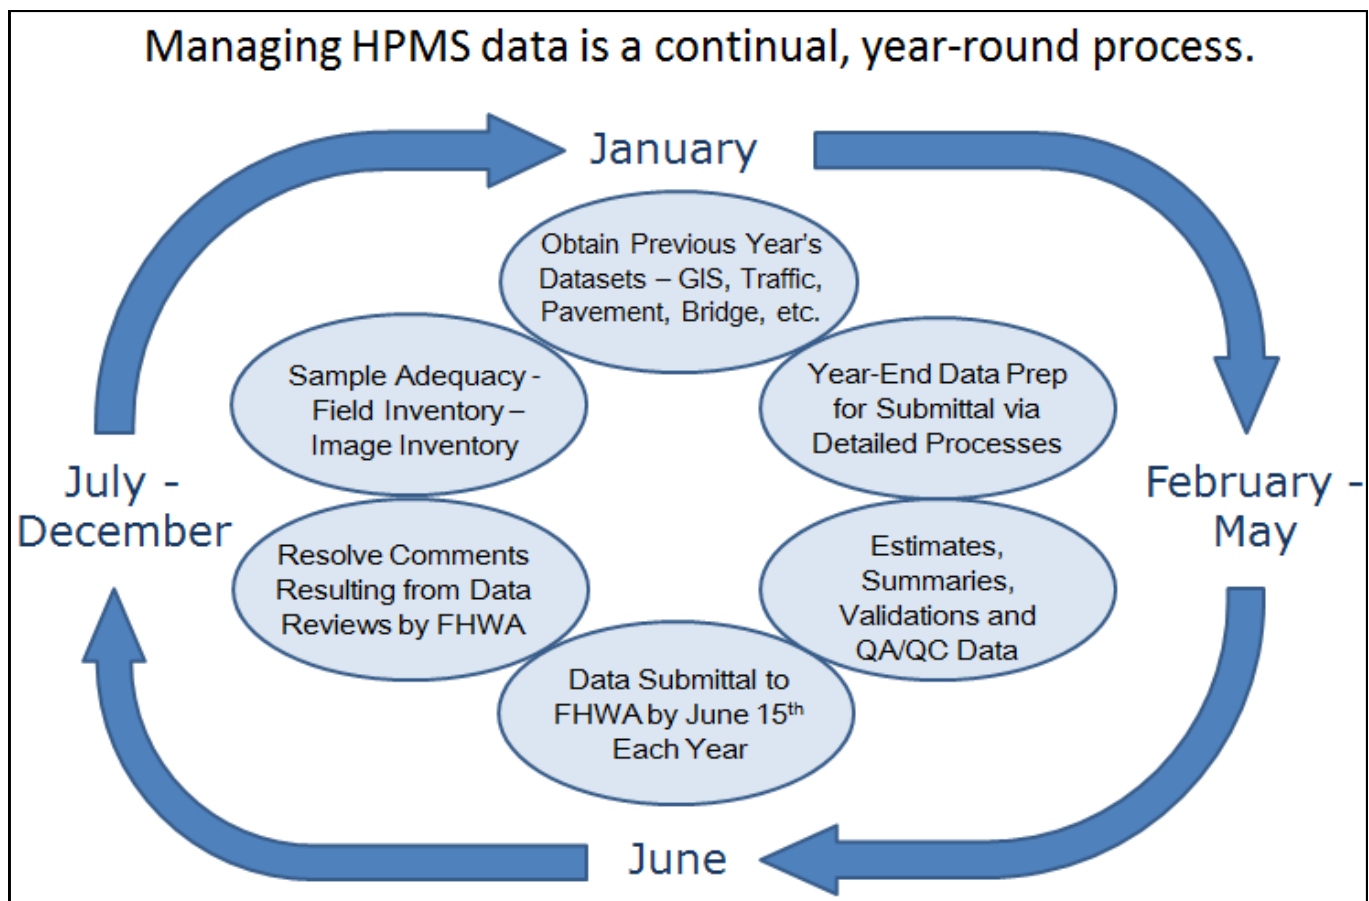 Managing HPMS data is a continual, year-round process.
January
Obtain Previous Year's
Datasets – GIS, Traffic,
Pavement, Bridge, etc.
Sample Adequacy -
Field Inventory –
Image Inventory
Year-End Data Prep
for Submittal via
Detailed Processes
July -
December
February -
May
Resolve Comments
Resulting from Data
Reviews by FHWA
Estimates,
Summaries,
Validations and
QA/QC Data
Data Submittal to
FHWA by June 15th
Each Year
June